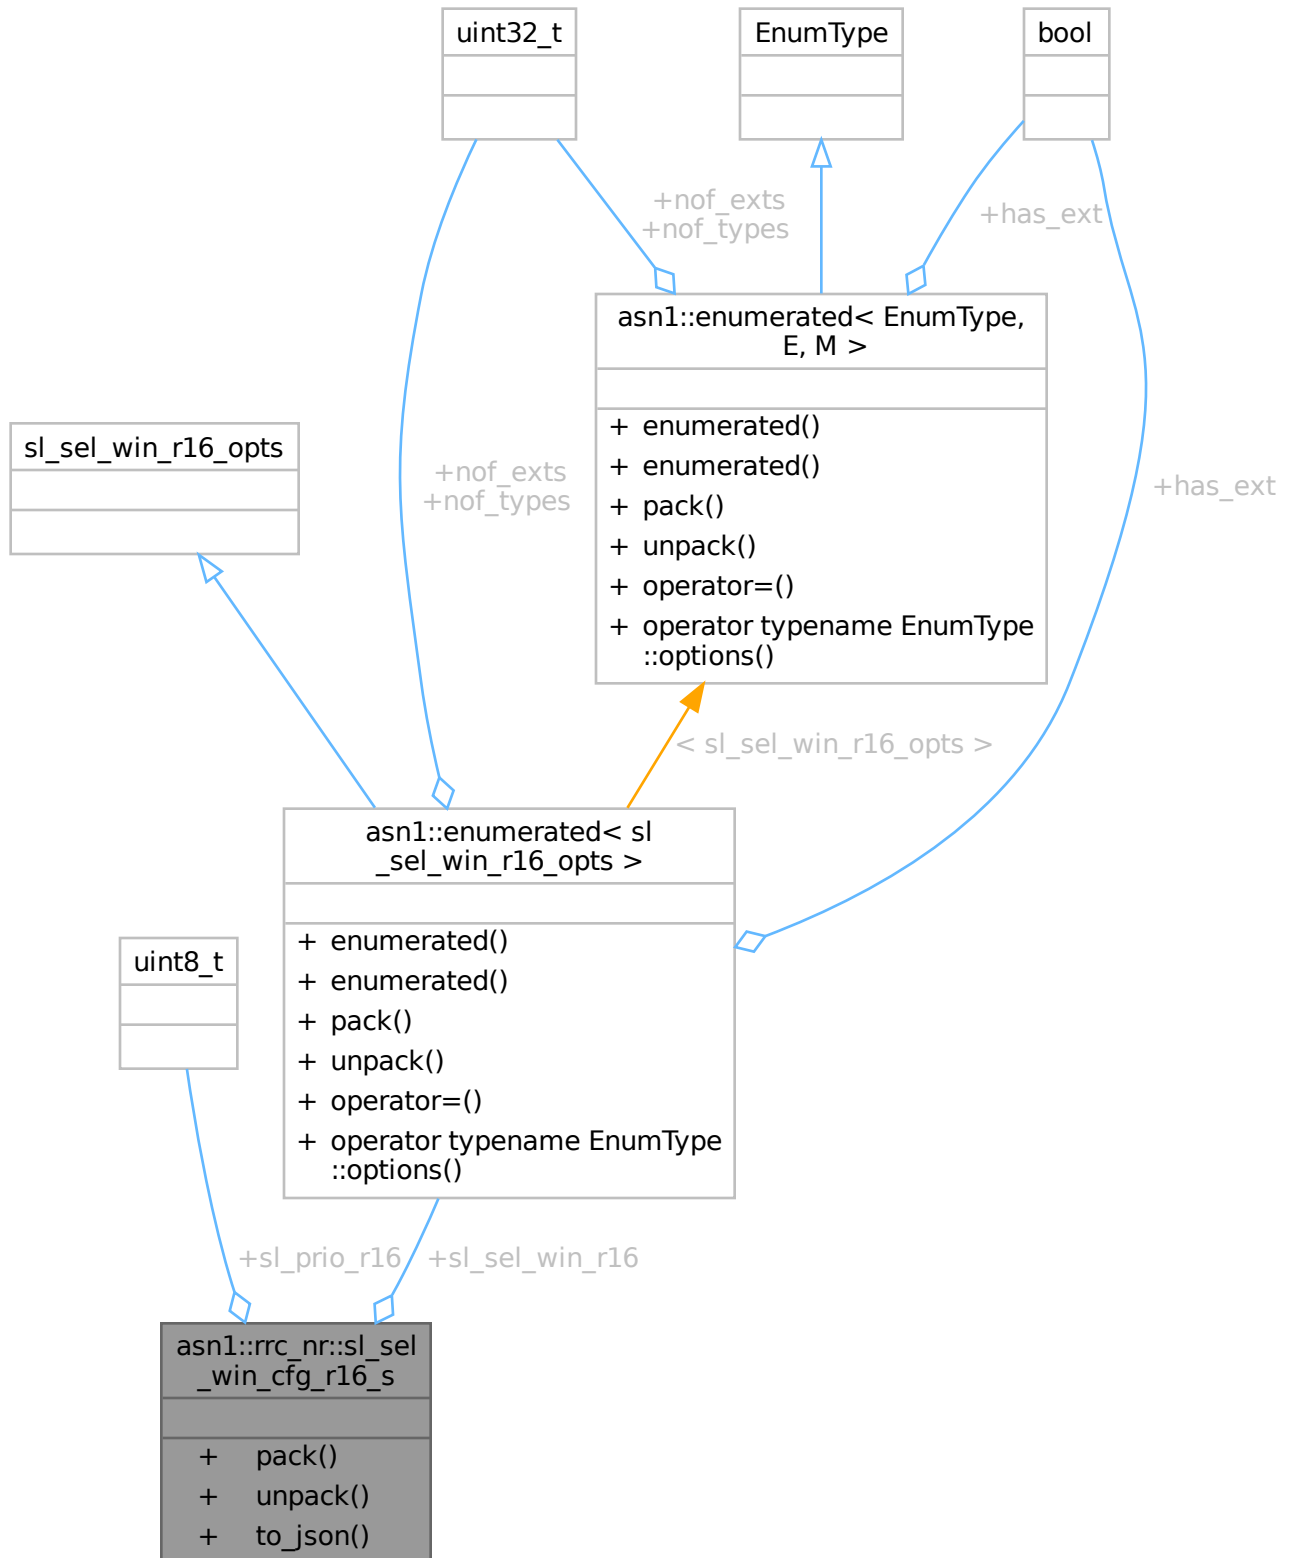 uint32_t
EnumType
bool
+nof_exts
+nof_types
+has_ext
asn1::enumerated< EnumType,
E, M >
+ enumerated()
+ enumerated()
+ pack()
+ unpack()
+ operator=()
+ operator typename EnumType
::options()
sl_sel_win_r16_opts
+nof_exts
+nof_types
+has_ext
< sl_sel_win_r16_opts >
asn1::enumerated< sl
_sel_win_r16_opts >
+ enumerated()
+ enumerated()
+ pack()
+ unpack()
+ operator=()
+ operator typename EnumType
::options()
uint8_t
+sl_prio_r16
+sl_sel_win_r16
asn1::rrc_nr::sl_sel
_win_cfg_r16_s
+ pack()
+ unpack()
+ to_json()